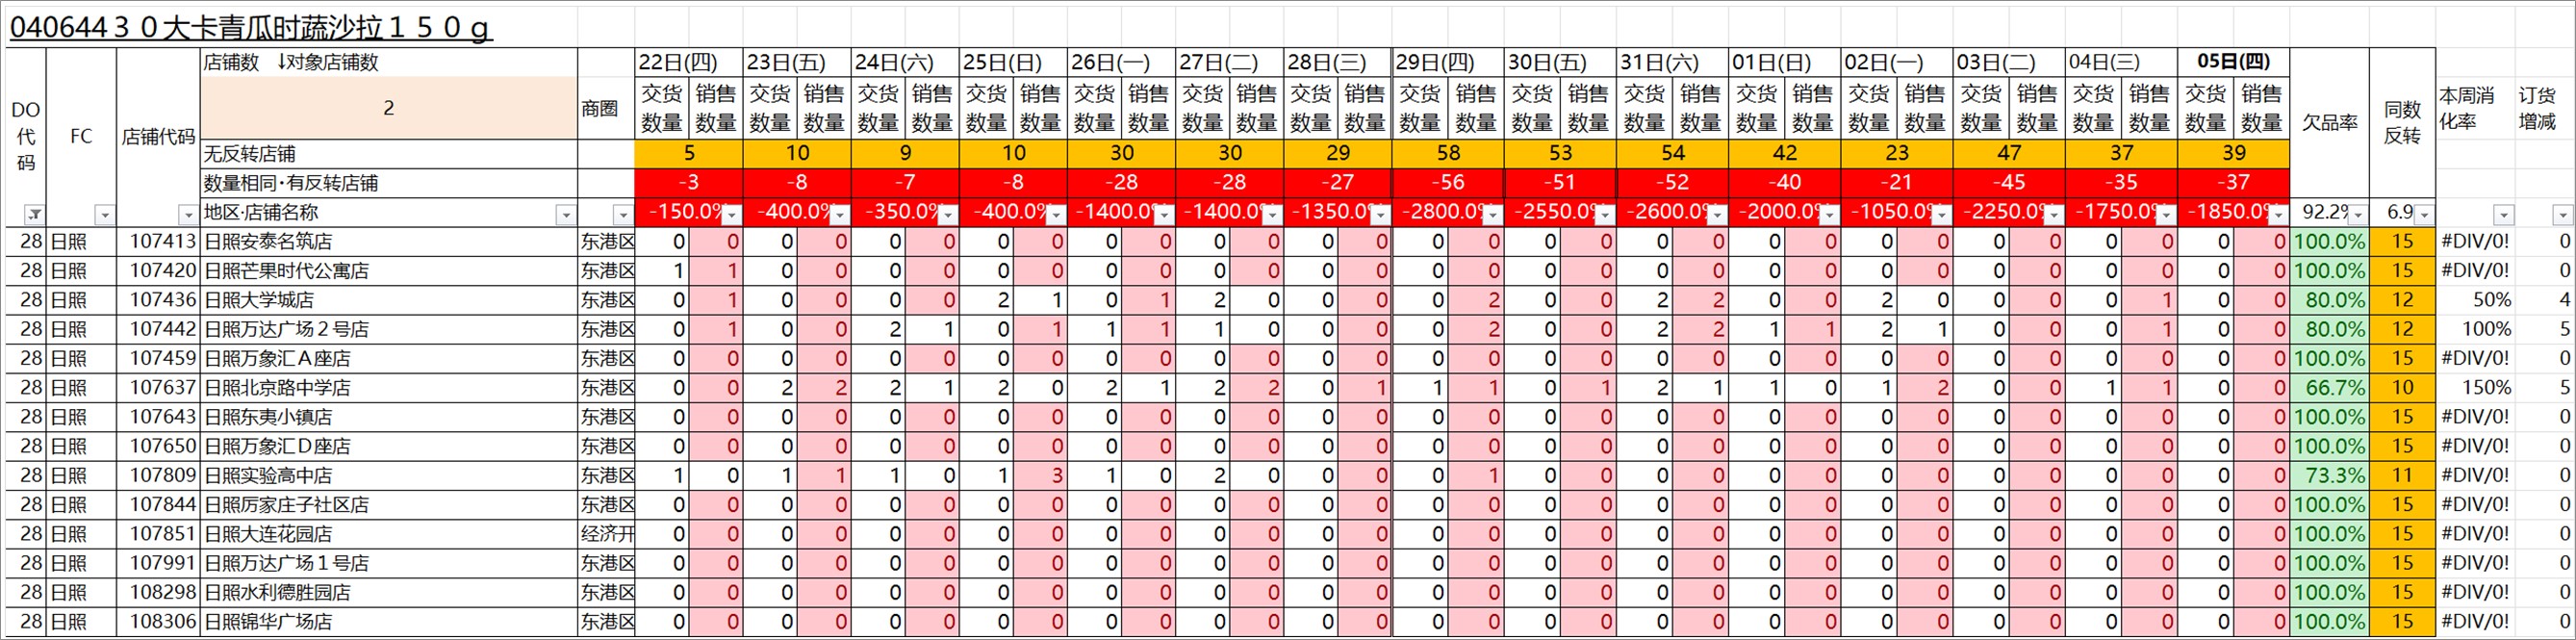 0406443０大卡青瓜时蔬沙拉１５０g
店铺数 ↓对象店铺数 22日(四) 23日(五) 24日(六) 25日(日) 26日(一) 27日(二) 28日(三) 29日(四) 30日(五) 31日(六) 01日(日) 02日(一) 03日(二) 04日(三) 05日(四)
DO代码 FC 店铺代码 2 商圈 交货数量 销售数量 交货数量 销售数量 交货数量 销售数量 交货数量 销售数量 交货数量 销售数量 交货数量 销售数量 交货数量 销售数量 交货数量 销售数量 交货数量 销售数量 交货数量 销售数量 交货数量 销售数量 交货数量 销售数量 交货数量 销售数量 交货数量 销售数量 交货数量 销售数量 欠品率 同数反转 本周消化率 订货增减
无反转店铺 5 10 9 10 30 30 29 58 53 54 42 23 47 37 39
数量相同·有反转店铺 -3 -8 -7 -8 -28 -28 -27 -56 -51 -52 -40 -21 -45 -35 -37
地区·店铺名称 -150.0% -400.0% -350.0% -400.0% -1400.0% -1400.0% -1350.0% -2800.0% -2550.0% -2600.0% -2000.0% -1050.0% -2250.0% -1750.0% -1850.0% 92.2% 6.9
28 日照 107413 日照安泰名筑店 东港区 0 0 0 0 0 0 0 0 0 0 0 0 0 0 0 0 0 0 0 0 0 0 0 0 0 0 0 0 0 0 100.0% 15 #DIV/0! 0
28 日照 107420 日照芒果时代公寓店 东港区 1 1 0 0 0 0 0 0 0 0 0 0 0 0 0 0 0 0 0 0 0 0 0 0 0 0 0 0 0 0 100.0% 15 #DIV/0! 0
28 日照 107436 日照大学城店 东港区 0 1 0 0 0 0 2 1 0 1 2 0 0 0 0 2 0 0 2 2 0 0 2 0 0 0 0 1 0 0 80.0% 12 50% 4
28 日照 107442 日照万达广场２号店 东港区 0 1 0 0 2 1 0 1 1 1 1 0 0 0 0 2 0 0 2 2 1 1 2 1 0 0 0 1 0 0 80.0% 12 100% 5
28 日照 107459 日照万象汇Ａ座店 东港区 0 0 0 0 0 0 0 0 0 0 0 0 0 0 0 0 0 0 0 0 0 0 0 0 0 0 0 0 0 0 100.0% 15 #DIV/0! 0
28 日照 107637 日照北京路中学店 东港区 0 0 2 2 2 1 2 0 2 1 2 2 0 1 1 1 0 1 2 1 1 0 1 2 0 0 1 1 0 0 66.7% 10 150% 5
28 日照 107643 日照东夷小镇店 东港区 0 0 0 0 0 0 0 0 0 0 0 0 0 0 0 0 0 0 0 0 0 0 0 0 0 0 0 0 0 0 100.0% 15 #DIV/0! 0
28 日照 107650 日照万象汇Ｄ座店 东港区 0 0 0 0 0 0 0 0 0 0 0 0 0 0 0 0 0 0 0 0 0 0 0 0 0 0 0 0 0 0 100.0% 15 #DIV/0! 0
28 日照 107809 日照实验高中店 东港区 1 0 1 1 1 0 1 3 1 0 2 0 0 0 0 1 0 0 0 0 0 0 0 0 0 0 0 0 0 0 73.3% 11 #DIV/0! 0
28 日照 107844 日照厉家庄子社区店 东港区 0 0 0 0 0 0 0 0 0 0 0 0 0 0 0 0 0 0 0 0 0 0 0 0 0 0 0 0 0 0 100.0% 15 #DIV/0! 0
28 日照 107851 日照大连花园店 经济开 0 0 0 0 0 0 0 0 0 0 0 0 0 0 0 0 0 0 0 0 0 0 0 0 0 0 0 0 0 0 100.0% 15 #DIV/0! 0
28 日照 107991 日照万达广场１号店 东港区 0 0 0 0 0 0 0 0 0 0 0 0 0 0 0 0 0 0 0 0 0 0 0 0 0 0 0 0 0 0 100.0% 15 #DIV/0! 0
28 日照 108298 日照水利德胜园店 东港区 0 0 0 0 0 0 0 0 0 0 0 0 0 0 0 0 0 0 0 0 0 0 0 0 0 0 0 0 0 0 100.0% 15 #DIV/0! 0
28 日照 108306 日照锦华广场店 东港区 0 0 0 0 0 0 0 0 0 0 0 0 0 0 0 0 0 0 0 0 0 0 0 0 0 0 0 0 0 0 100.0% 15 #DIV/0! 0